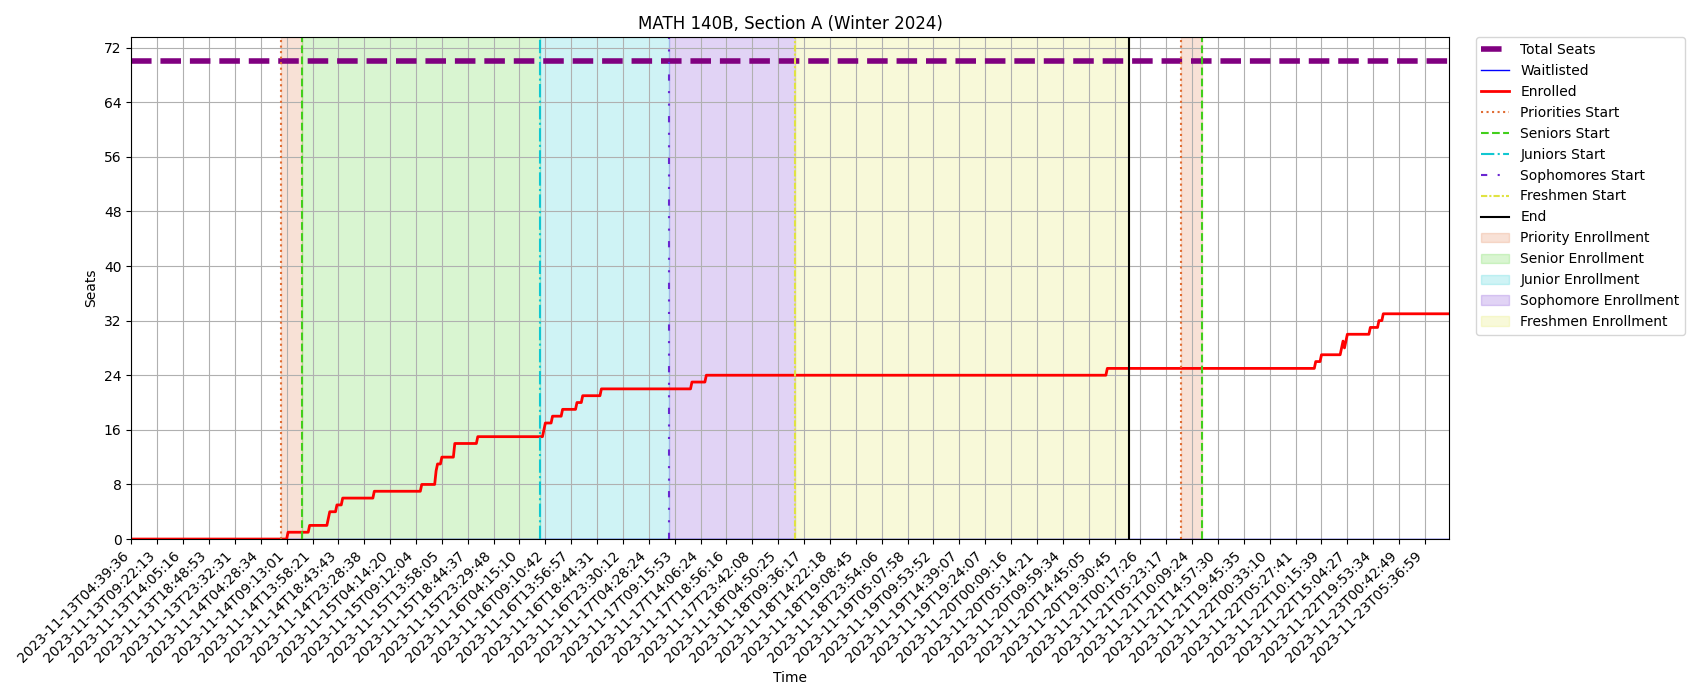 MATH 140B, Section A (Winter 2024)
72
64
56
48
40
32
24
16
8
0
Seats
2023-11-13T04:39:36
2023-11-13T09:22:13
2023-11-13T14:05:16
2023-11-13T18:48:53
2023-11-13T23:32:31
2023-11-14T04:28:34
2023-11-14T09:13:01
2023-11-14T13:58:21
2023-11-14T18:43:43
2023-11-14T23:28:38
2023-11-15T04:14:20
2023-11-15T09:12:04
2023-11-15T13:58:05
2023-11-15T18:44:37
2023-11-15T23:29:48
2023-11-16T04:15:10
2023-11-16T09:10:42
2023-11-16T13:56:57
2023-11-16T18:44:31
2023-11-16T23:30:12
2023-11-17T04:28:24
2023-11-17T09:15:53
2023-11-17T14:06:24
2023-11-17T18:56:16
2023-11-17T23:42:08
2023-11-18T04:50:25
2023-11-18T09:36:17
2023-11-18T14:22:18
2023-11-18T19:08:45
2023-11-18T23:54:06
2023-11-19T05:07:58
2023-11-19T09:53:52
2023-11-19T14:39:07
2023-11-19T19:24:07
2023-11-20T00:09:16
2023-11-20T05:14:21
2023-11-20T09:59:34
2023-11-20T14:45:05
2023-11-20T19:30:45
2023-11-21T00:17:26
2023-11-21T05:23:17
2023-11-21T10:09:24
2023-11-21T14:57:30
2023-11-21T19:45:35
2023-11-22T00:33:10
2023-11-22T05:27:41
2023-11-22T10:15:39
2023-11-22T15:04:27
2023-11-22T19:53:34
2023-11-23T00:42:49
2023-11-23T05:36:59
Time
Total Seats
Waitlisted
Enrolled
Priorities Start
Seniors Start
Juniors Start
Sophomores Start
Freshmen Start
End
Priority Enrollment
Senior Enrollment
Junior Enrollment
Sophomore Enrollment
Freshmen Enrollment